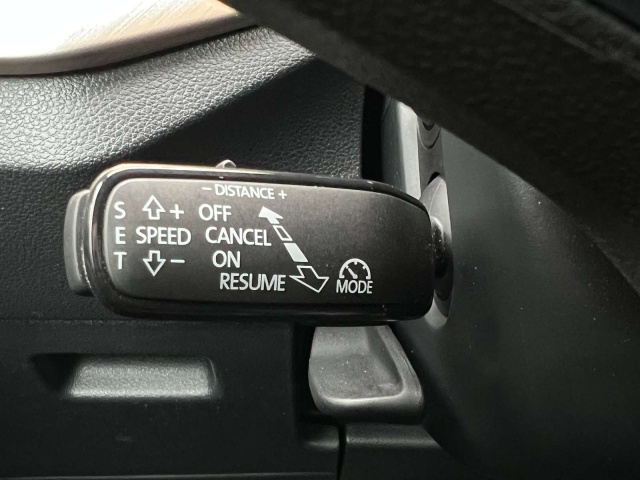 - DISTANCE +
S + OFF
E SPEED CANCEL
T - ON
RESUME MODE